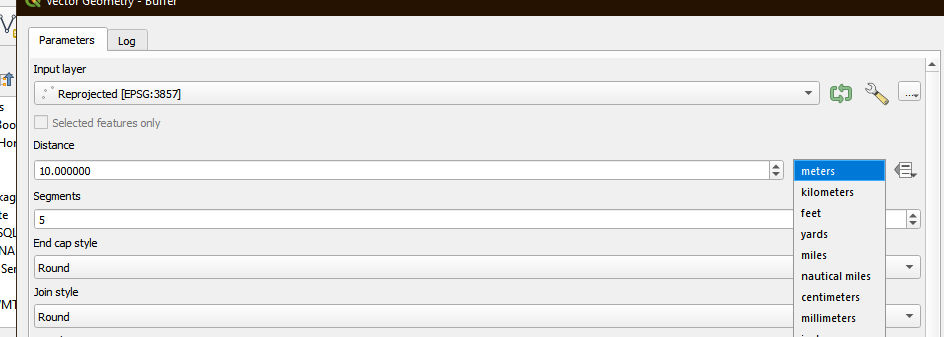 Vector Geometry - Buffer
Parameters
Log
Input layer
Reprojected [EPSG:3857]
...
Selected features only
Distance
10.000000
meters
kilometers
feet
yards
miles
nautical miles
centimeters
millimeters
Segments
5
End cap style
Round
Join style
Round
s
Boo
Hor
kag
te
SQL
NA
Ser
/MT